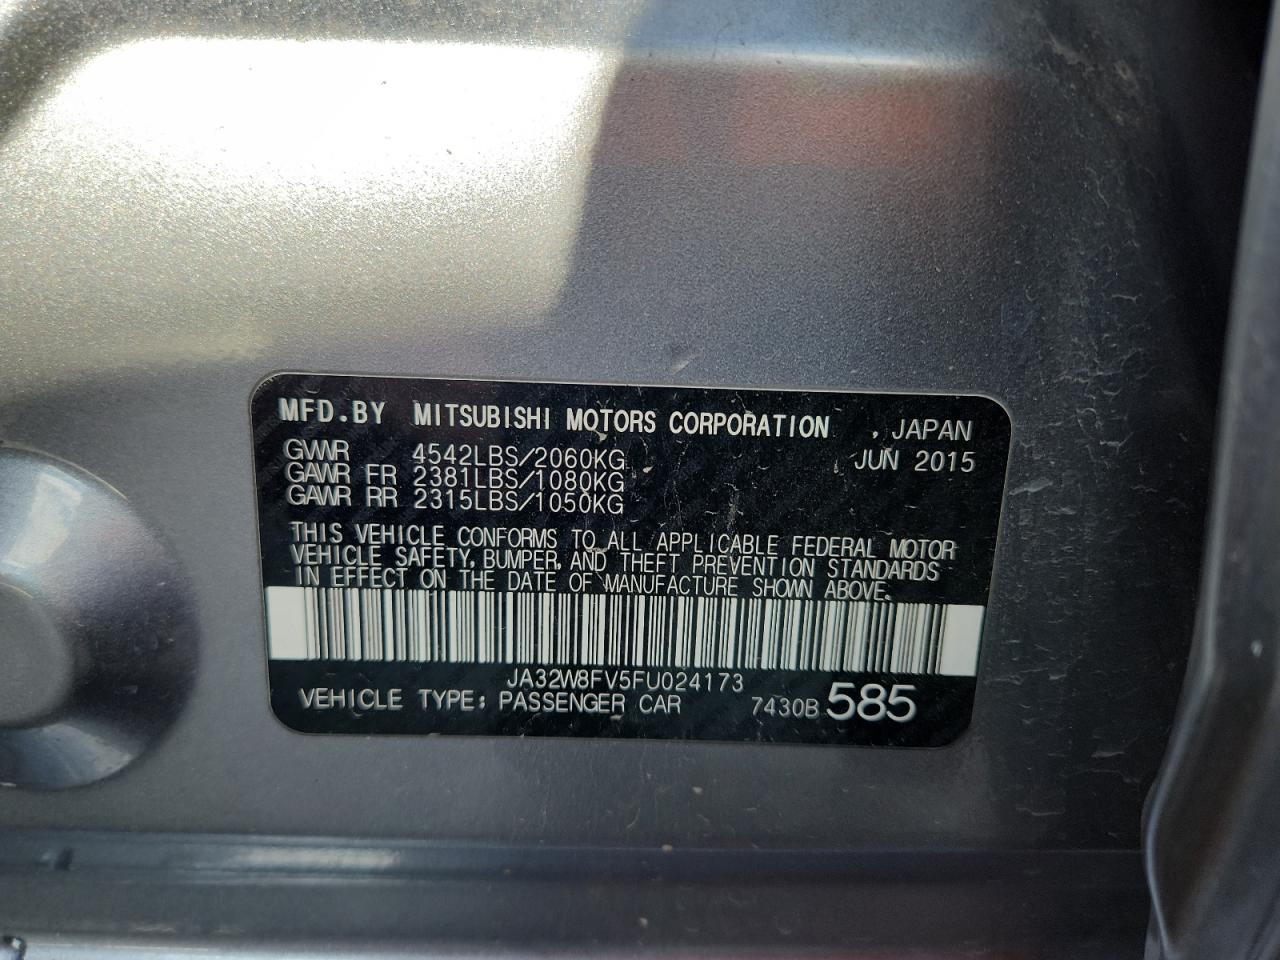 MFD.BY MITSUBISHI MOTORS CORPORATION , JAPAN
GVWR 4542LBS/2060KG JUN 2015
GAWR FR 2381LBS/1080KG
GAWR RR 2315LBS/1050KG
THIS VEHICLE CONFORMS TO ALL APPLICABLE FEDERAL MOTOR
VEHICLE SAFETY, BUMPER, AND THEFT PREVENTION STANDARDS
IN EFFECT ON THE DATE OF MANUFACTURE SHOWN ABOVE.
JA32W8FV5FU024173
VEHICLE TYPE: PASSENGER CAR 7430B585